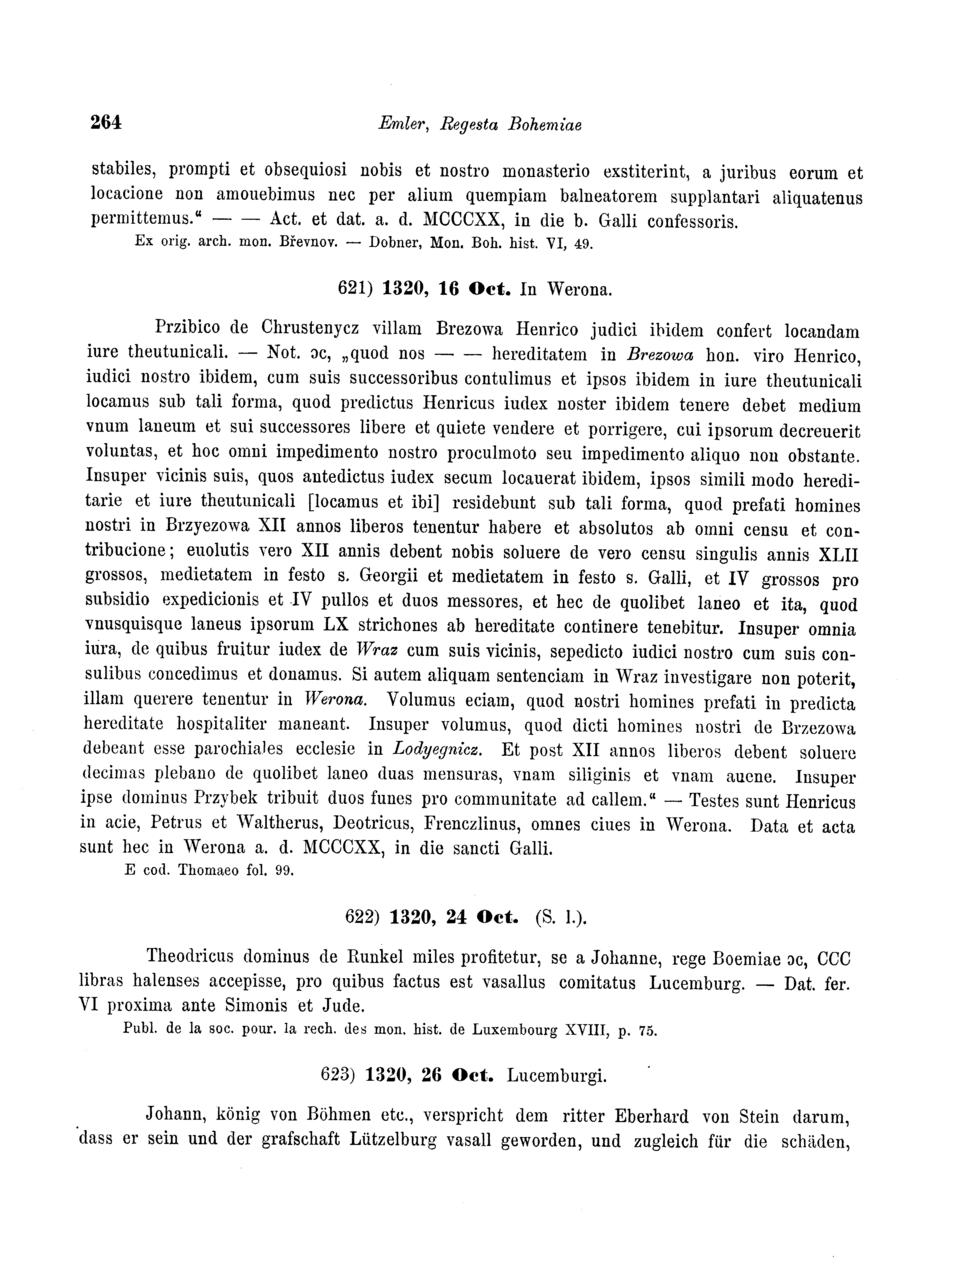 264 Emler, Regesta Bohemiae
stabiles, prompti et obsequiosi nobis et nostro monasterio exstiterint, a juribus eorum et
locacione non amouebimus nec per alium quempiam balneatorem supplantari aliquatenus
permittemus.“ — — Act. et dat. a. d. MCCCXX, in die b. Galli confessoris.
Ex orig. arch. mon. Břevnov. — Dobner, Mon. Boh. hist. VI, 49.
621) 1320, 16 Oct. In Werona.
Przibico de Chrustenycz villam Brezowa Henrico judici ibidem confert locandam
iure theutunicali. — Not. ɔc, „quod nos — — hereditatem in Brezowa hon. viro Henrico,
iudici nostro ibidem, cum suis successoribus contulimus et ipsos ibidem in iure theutunicali
locamus sub tali forma, quod predictus Henricus iudex noster ibidem tenere debet medium
vnum laneum et sui successores libere et quiete vendere et porrigere, cui ipsorum decreuerit
voluntas, et hoc omni impedimento nostro proculmoto seu impedimento aliquo non obstante.
Insuper vicinis suis, quos antedictus iudex secum locauerat ibidem, ipsos simili modo heredi-
tarie et iure theutunicali [locamus et ibi] residebunt sub tali forma, quod prefati homines
nostri in Brzyezowa XII annos liberos tenentur habere et absolutos ab omni censu et con-
tribucione; euolutis vero XII annis debent nobis soluere de vero censu singulis annis XLII
grossos, medietatem in festo s. Georgii et medietatem in festo s. Galli, et IV grossos pro
subsidio expedicionis et IV pullos et duos messores, et hec de quolibet laneo et ita, quod
vnusquisque laneus ipsorum LX strichones ab hereditate continere tenebitur. Insuper omnia
iura, de quibus fruitur iudex de Wraz cum suis vicinis, sepedicto iudici nostro cum suis con-
sulibus concedimus et donamus. Si autem aliquam sentenciam in Wraz investigare non poterit,
illam querere tenentur in Werona. Volumus eciam, quod nostri homines prefati in predicta
hereditate hospitaliter maneant. Insuper volumus, quod dicti homines nostri de Brzezowa
debeant esse parochiales ecclesie in Lodyegnicz. Et post XII annos liberos debent soluere
decimas plebano de quolibet laneo duas mensuras, vnam siliginis et vnam auene. Insuper
ipse dominus Przybek tribuit duos funes pro communitate ad callem.“ — Testes sunt Henricus
in acie, Petrus et Waltherus, Deotricus, Frenczlinus, omnes ciues in Werona. Data et acta
sunt hec in Werona a. d. MCCCXX, in die sancti Galli.
E cod. Thomaeo fol. 99.
622) 1320, 24 Oct. (S. l.).
Theodricus dominus de Runkel miles profitetur, se a Johanne, rege Boemiae ɔc, CCC
libras halenses accepisse, pro quibus factus est vasallus comitatus Lucemburg. — Dat. fer.
VI proxima ante Simonis et Jude.
Publ. de la soc. pour. la rech. des mon. hist. de Luxembourg XVIII, p. 75.
623) 1320, 26 Oct. Lucemburgi.
Johann, könig von Böhmen etc., verspricht dem ritter Eberhard von Stein darum,
dass er sein und der grafschaft Lützelburg vasall geworden, und zugleich für die schäden,